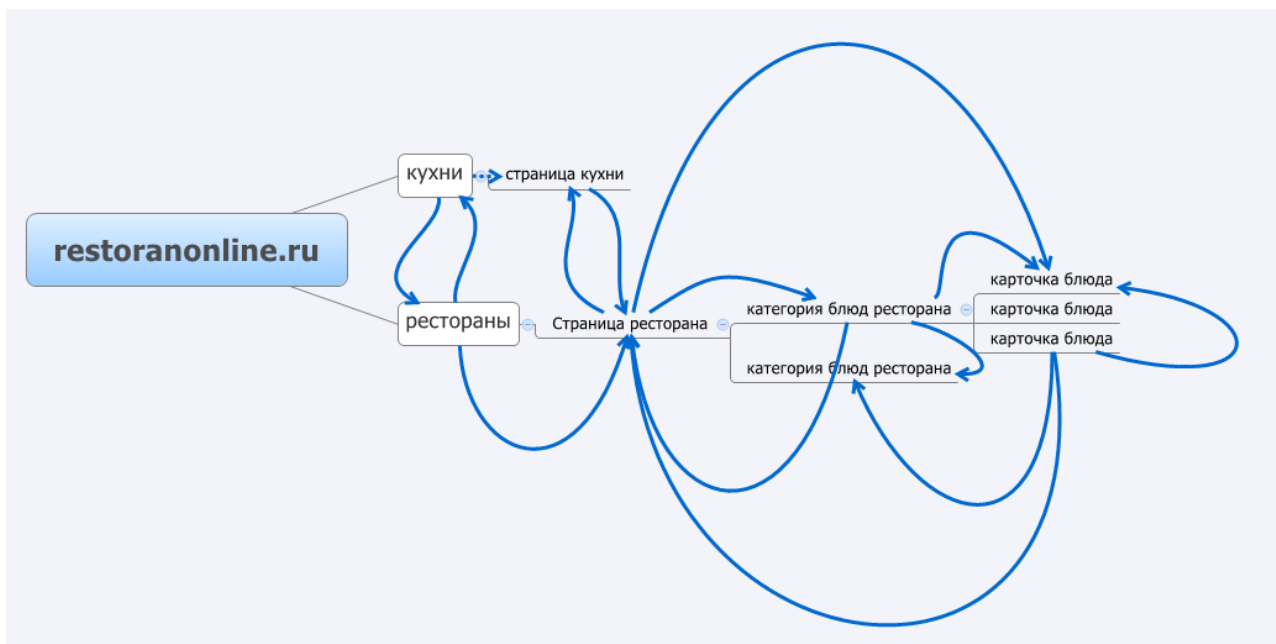 кухни
страница кухни
restoranonline.ru
рестораны
Страница ресторана
категория блюд ресторана
категория блюд ресторана
карточка блюда
карточка блюда
карточка блюда